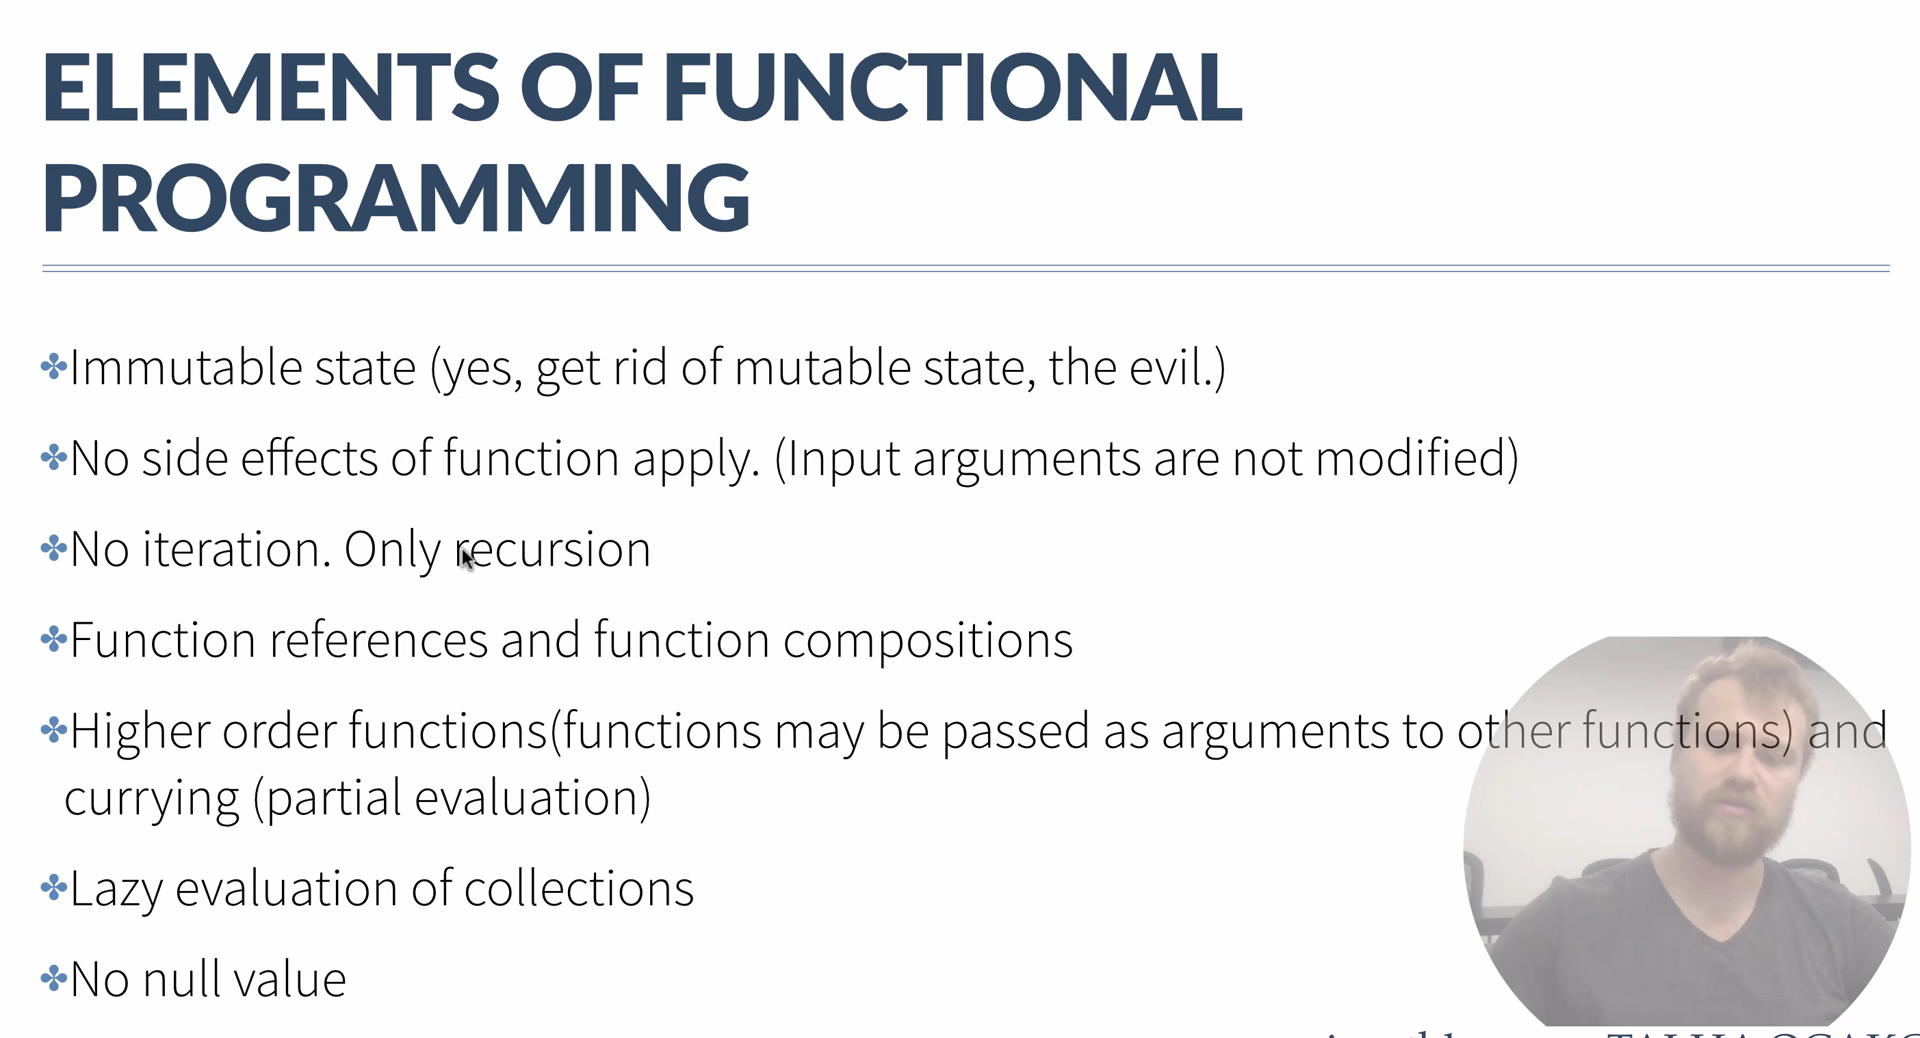 ELEMENTS OF FUNCTIONAL
PROGRAMMING
Immutable state (yes, get rid of mutable state, the evil.)
No side effects of function apply. (Input arguments are not modified)
No iteration. Only recursion
Function references and function compositions
Higher order functions(functions may be passed as arguments to other functions) and
currying (partial evaluation)
Lazy evaluation of collections
No null value